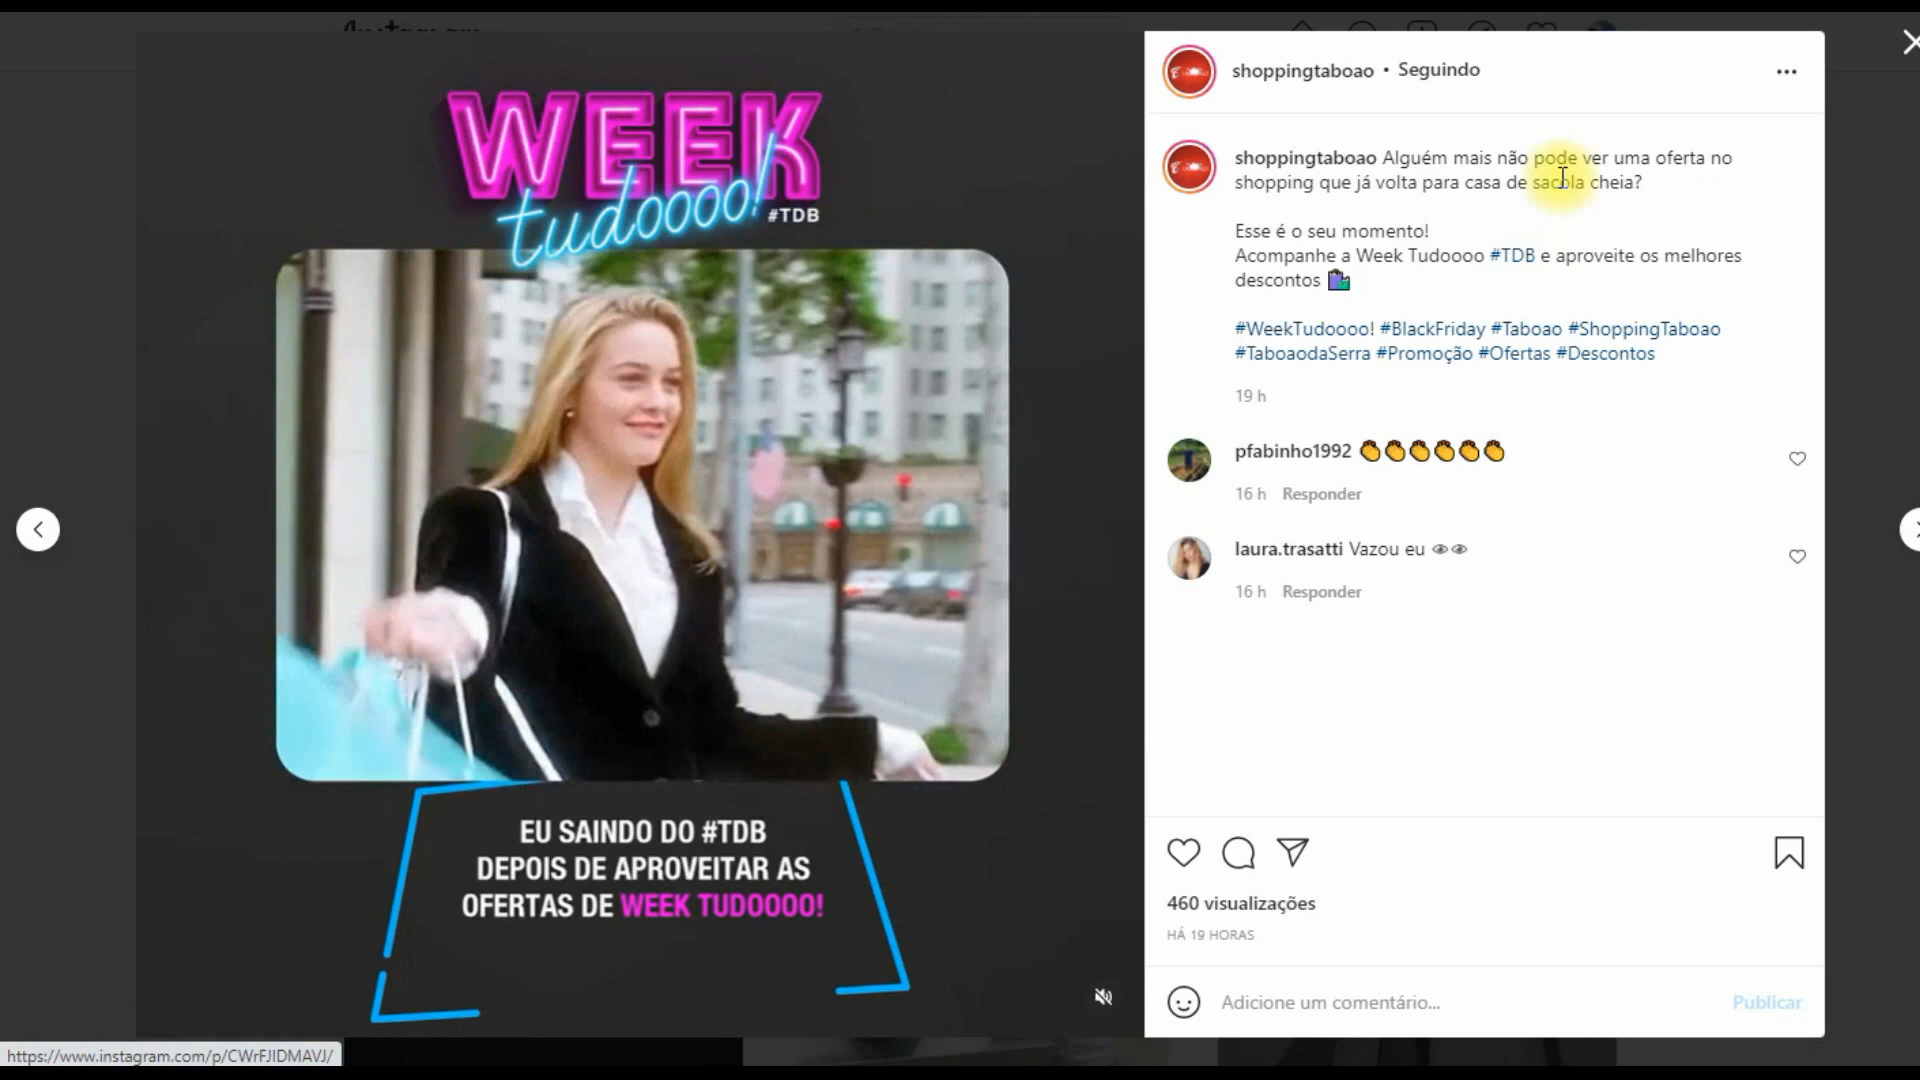 Instagram
WEEK
tudoooo!
#TDB
EU SAINDO DO #TDB
DEPOIS DE APROVEITAR AS
OFERTAS DE WEEK TUDOOOO!
shoppingtaboao • Seguindo
shoppingtaboao Alguém mais não pode ver uma oferta no
shopping que já volta para casa de sacola cheia?
Esse é o seu momento!
Acompanhe a Week Tudoooo #TDB e aproveite os melhores
descontos 🛍️
#WeekTudoooo! #BlackFriday #Taboao #ShoppingTaboao
#TaboaodaSerra #Promoção #Ofertas #Descontos
19 h
pfabinho1992 👏👏👏👏👏👏
16 h Responder
laura.trasatti Vazou eu 👁👁
16 h Responder
460 visualizações
HÁ 19 HORAS
Adicione um comentário...
Publicar
https://www.instagram.com/p/CWrFJIDMAVJ/